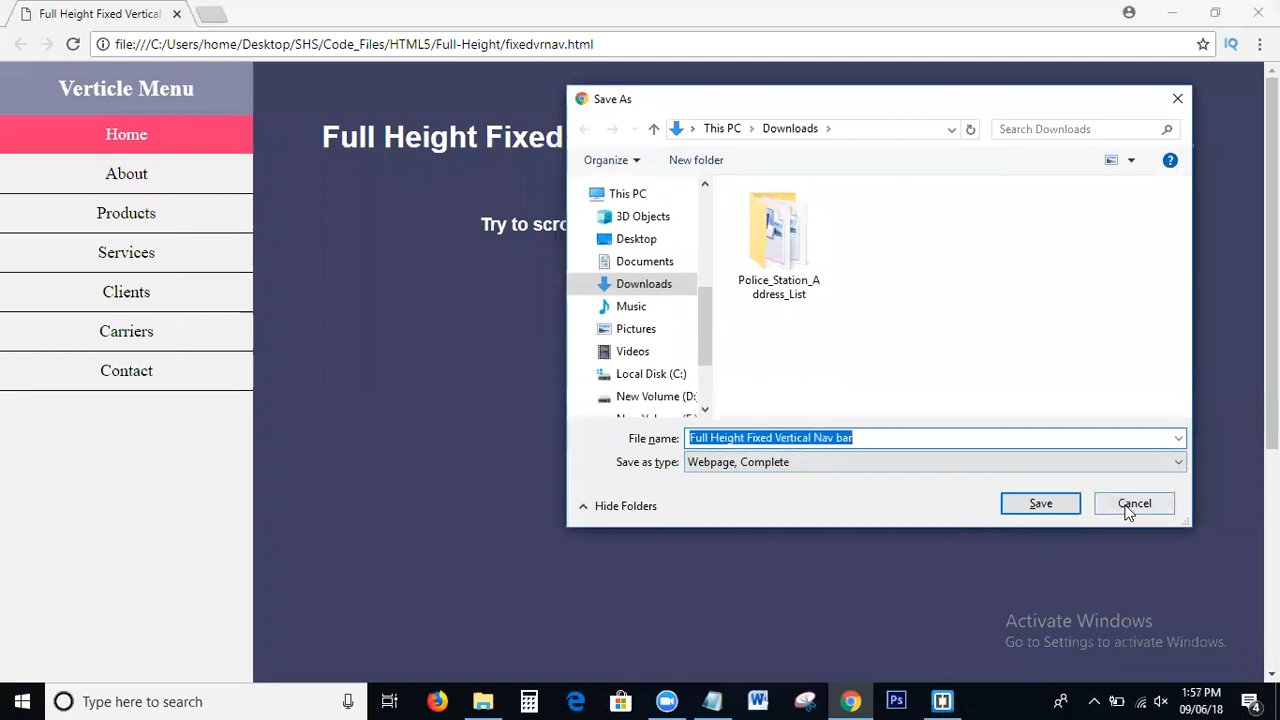 Full Height Fixed Vertical
file:///C:/Users/home/Desktop/SHS/Code_Files/HTML5/Full-Height/fixedvrnav.html
IQ
Verticle Menu
Home
About
Products
Services
Clients
Carriers
Contact
Full Height Fixed
Try to scro
Save As
This PC
Downloads
Search Downloads
Organize
New folder
This PC
3D Objects
Desktop
Documents
Downloads
Music
Pictures
Videos
Local Disk (C:)
New Volume (D:
Police_Station_A
ddress_List
File name:
Full Height Fixed Vertical Nav bar
Save as type:
Webpage, Complete
Hide Folders
Save
Cancel
Activate Windows
Go to Settings to activate Windows.
Type here to search
W
Ps
1:57 PM
09/06/18
4